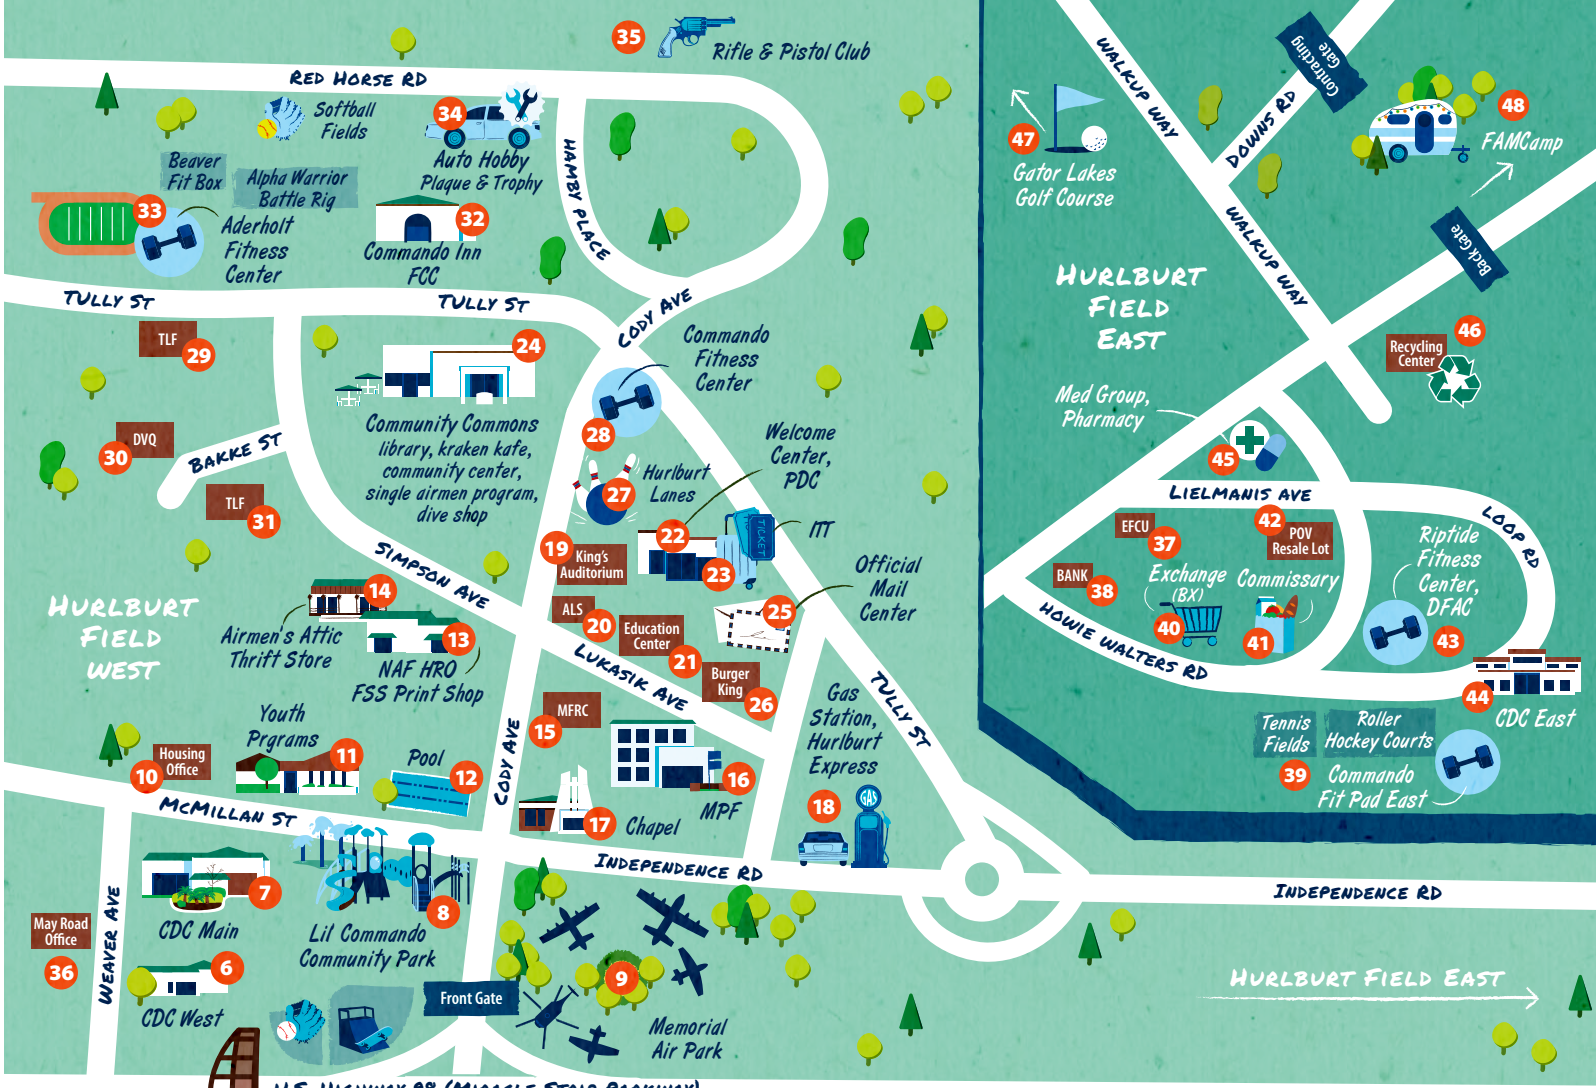 35
Rifle & Pistol Club
RED HORSE RD
Softball
Fields
34
Auto Hobby
Plaque & Trophy
HAMBY PLACE
Beaver
Fit Box
Alpha Warrior
Battle Rig
33
Aderholt
Fitness
Center
32
Commando Inn
FCC
TULLY ST
TULLY ST
CODY AVE
TLF
29
24
Community Commons
library, kraken kafe,
community center,
single airmen program,
dive shop
Commando
Fitness
Center
28
DVQ
30
BAKKE ST
TLF
31
27
Hurlburt
Lanes
Welcome
Center,
PDC
ITT
22
23
TICKET
19
King's
Auditorium
SIMPSON AVE
Official
Mail
Center
25
ALS
20
Education
Center
21
Burger
King
26
14
Airmen's Attic
Thrift Store
13
NAF HRO
FSS Print Shop
HURLBURT
FIELD
WEST
LUKASIK AVE
TULLY ST
MFRC
15
16
MPF
Gas
Station,
Hurlburt
Express
18
GAS
CODY AVE
Youth
Prgrams
11
Pool
12
Housing
Office
10
MCMILLAN ST
17
Chapel
INDEPENDENCE RD
INDEPENDENCE RD
7
CDC Main
8
Lil Commando
Community Park
May Road
Office
36
WEAVER AVE
6
CDC West
Front Gate
9
Memorial
Air Park
HURLBURT FIELD EAST
U.S. HIGHWAY 98 (MIRACLE STRIP PARKWAY)
WALKUP WAY
Contracting
Gate
DOWNS RD
47
Gator Lakes
Golf Course
48
FAMCamp
WALKUP WAY
Back Gate
HURLBURT
FIELD
EAST
46
Recycling
Center
Med Group,
Pharmacy
45
LIELMANIS AVE
LOOP RD
EFCU
37
42
POV
Resale Lot
BANK
38
Exchange
(BX)
40
Commissary
41
Riptide
Fitness
Center,
DFAC
43
HOWIE WALTERS RD
44
CDC East
Tennis
Fields
Roller
Hockey Courts
39
Commando
Fit Pad East